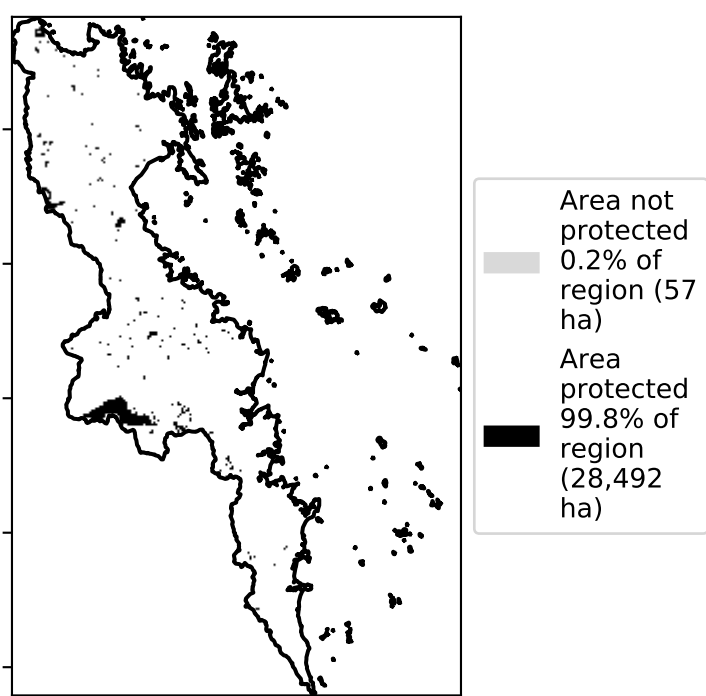 Area not
protected
0.2% of
region (57
ha)
Area
protected
99.8% of
region
(28,492
ha)